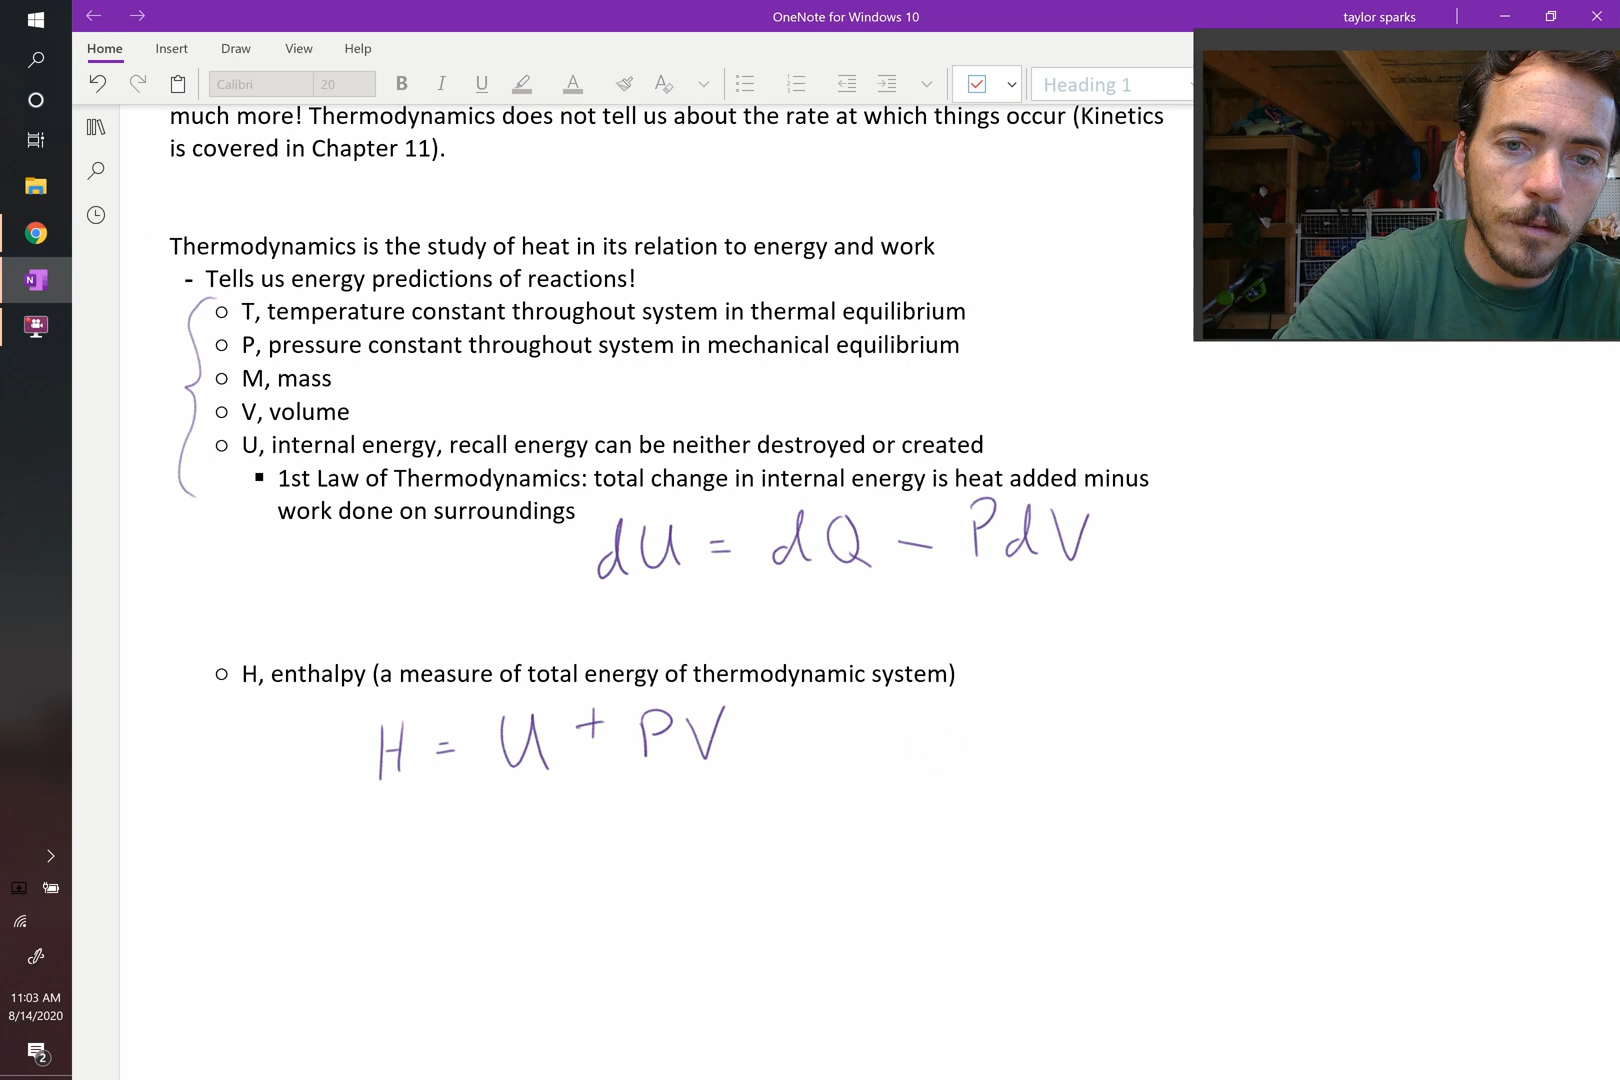 OneNote for Windows 10
taylor sparks
Home Insert Draw View Help
Calibri 20 B I U A A Heading 1
much more! Thermodynamics does not tell us about the rate at which things occur (Kinetics
is covered in Chapter 11).
Thermodynamics is the study of heat in its relation to energy and work
- Tells us energy predictions of reactions!
○ T, temperature constant throughout system in thermal equilibrium
○ P, pressure constant throughout system in mechanical equilibrium
○ M, mass
○ V, volume
○ U, internal energy, recall energy can be neither destroyed or created
▪ 1st Law of Thermodynamics: total change in internal energy is heat added minus
work done on surroundings
dU = dQ - PdV
○ H, enthalpy (a measure of total energy of thermodynamic system)
H = U + PV
N
11:03 AM
8/14/2020
2